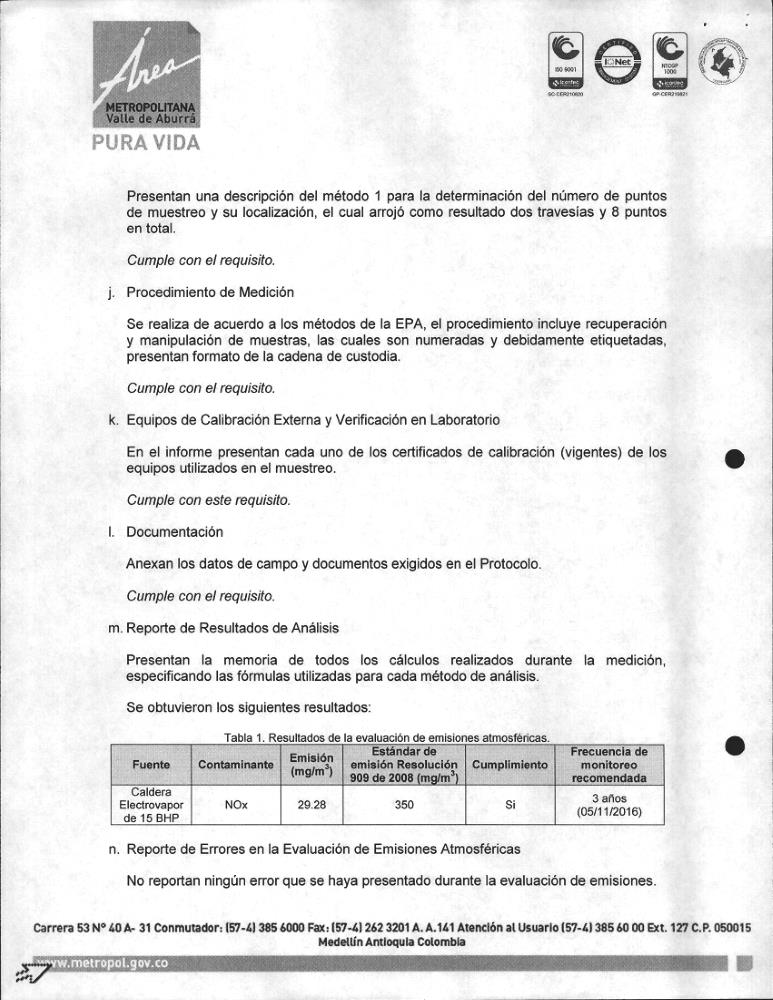 Área
METROPOLITANA
Valle de Aburrá
PURA VIDA
ISO 9001
icontec
SC-CER210820
CERTIFIED
IQNet
NTCGP
1000
icontec
GP-CER219821
Presentan una descripción del método 1 para la determinación del número de puntos
de muestreo y su localización, el cual arrojó como resultado dos travesías y 8 puntos
en total.
Cumple con el requisito.
j. Procedimiento de Medición
Se realiza de acuerdo a los métodos de la EPA, el procedimiento incluye recuperación
y manipulación de muestras, las cuales son numeradas y debidamente etiquetadas,
presentan formato de la cadena de custodia.
Cumple con el requisito.
k. Equipos de Calibración Externa y Verificación en Laboratorio
En el informe presentan cada uno de los certificados de calibración (vigentes) de los
equipos utilizados en el muestreo.
Cumple con este requisito.
l. Documentación
Anexan los datos de campo y documentos exigidos en el Protocolo.
Cumple con el requisito.
m. Reporte de Resultados de Análisis
Presentan la memoria de todos los cálculos realizados durante la medición,
especificando las fórmulas utilizadas para cada método de análisis.
Se obtuvieron los siguientes resultados:
Tabla 1. Resultados de la evaluación de emisiones atmosféricas.
Fuente Contaminante Emisión (mg/m³) Estándar de emisión Resolución 909 de 2008 (mg/m³) Cumplimiento Frecuencia de monitoreo recomendada
Caldera Electrovapor de 15 BHP NOx 29.28 350 Si 3 años (05/11/2016)
n. Reporte de Errores en la Evaluación de Emisiones Atmosféricas
No reportan ningún error que se haya presentado durante la evaluación de emisiones.
Carrera 53 N° 40 A- 31 Conmutador: (57-4) 385 6000 Fax: (57-4) 262 3201 A. A.141 Atención al Usuario (57-4) 385 60 00 Ext. 127 C.P. 050015
Medellín Antioquia Colombia
www.metropol.gov.co